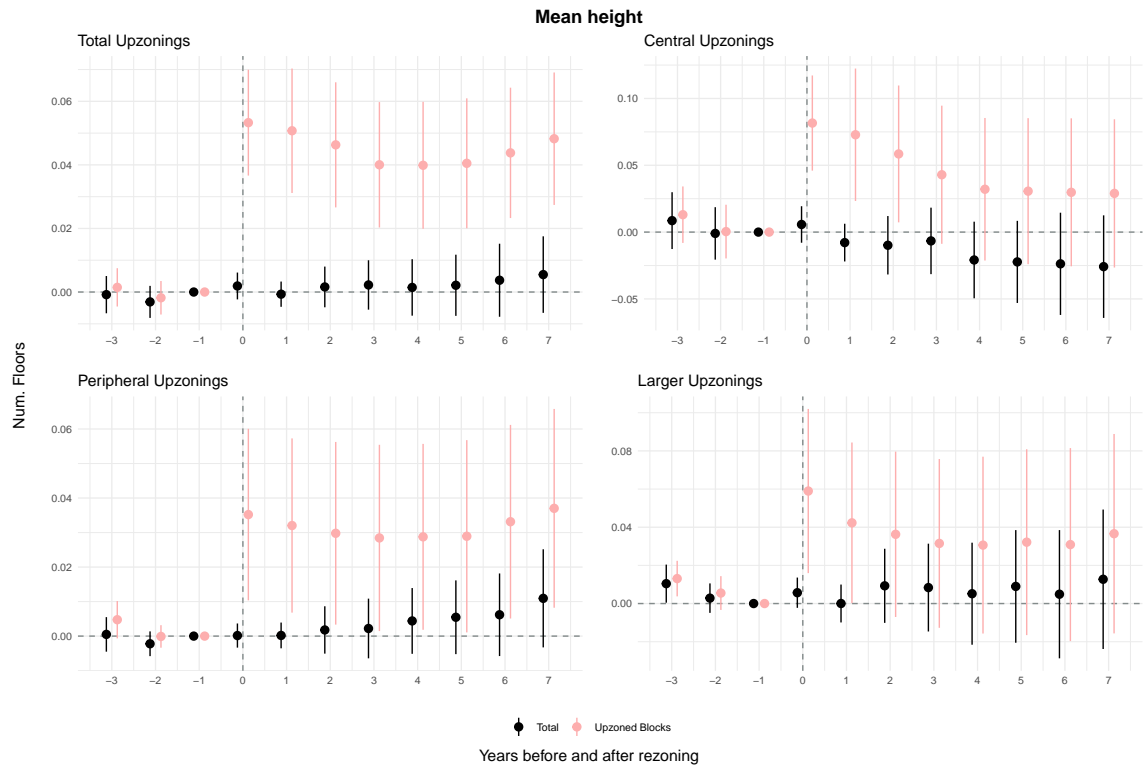 Mean height
Total Upzonings
Central Upzonings
0.06
0.04
0.02
0.00
0.10
0.05
0.00
−0.05
−3 −2 −1 0 1 2 3 4 5 6 7
−3 −2 −1 0 1 2 3 4 5 6 7
Num. Floors
Peripheral Upzonings
Larger Upzonings
0.06
0.04
0.02
0.00
0.08
0.04
0.00
−3 −2 −1 0 1 2 3 4 5 6 7
−3 −2 −1 0 1 2 3 4 5 6 7
Total Upzoned Blocks
Years before and after rezoning